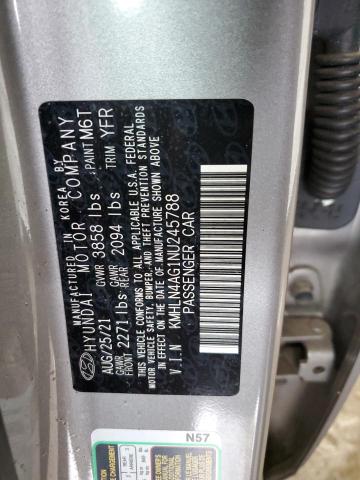 MANUFACTURED IN KOREA BY
HYUNDAI MOTOR COMPANY
AUG/25/21 GVWR 3858 lbs PAINT M6T
GAWR FRONT 2271 lbs GAWR REAR 2094 lbs TRIM YFR
THIS VEHICLE CONFORMS TO ALL APPLICABLE U.S.A. FEDERAL
MOTOR VEHICLE SAFETY, BUMPER, AND THEFT PREVENTION STANDARDS
IN EFFECT ON THE DATE OF MANUFACTURE SHOWN ABOVE.
V.I.N KMHLN4AG1NU245788
PASSENGER CAR
N57
SEE OWNER'S